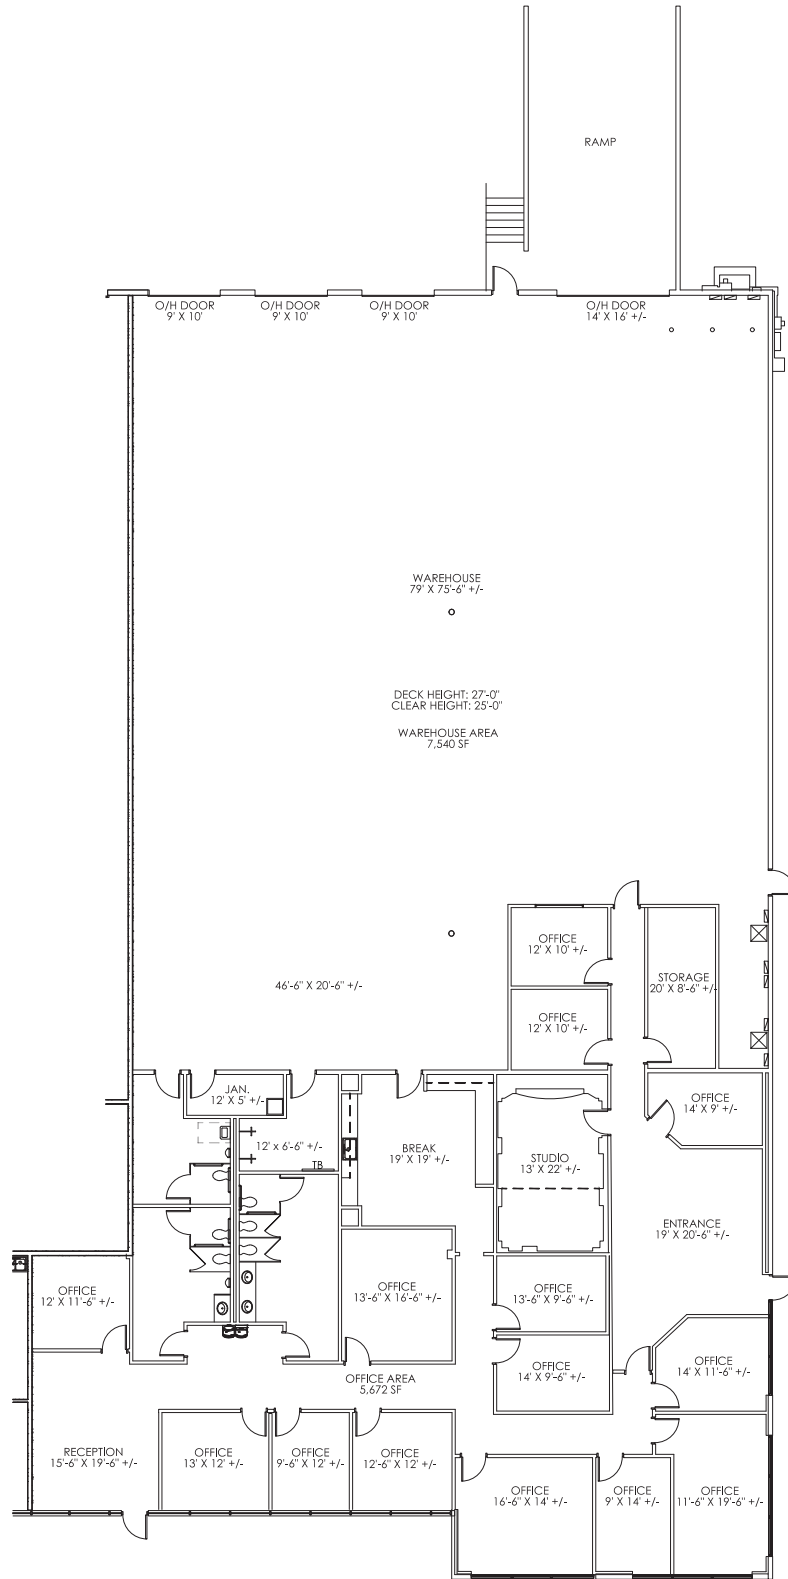 RAMP
O/H DOOR
9' X 10'
O/H DOOR
9' X 10'
O/H DOOR
9' X 10'
O/H DOOR
14' X 16' +/-
WAREHOUSE
79' X 75'-6" +/-
DECK HEIGHT: 27'-0"
CLEAR HEIGHT: 25'-0"
WAREHOUSE AREA
7,540 SF
OFFICE
12' X 10' +/-
STORAGE
20' X 8'-6" +/-
46'-6" X 20'-6" +/-
OFFICE
12' X 10' +/-
JAN.
12' X 5' +/-
OFFICE
14' X 9' +/-
12' x 6'-6" +/-
TB
BREAK
19' X 19' +/-
STUDIO
13' X 22' +/-
ENTRANCE
19' X 20'-6" +/-
OFFICE
12' X 11'-6" +/-
OFFICE
13'-6" X 16'-6" +/-
OFFICE
13'-6" X 9'-6" +/-
OFFICE
14' X 9'-6" +/-
OFFICE
14' X 11'-6" +/-
OFFICE AREA
5,672 SF
RECEPTION
15'-6" X 19'-6" +/-
OFFICE
13' X 12' +/-
OFFICE
9'-6" X 12' +/-
OFFICE
12'-6" X 12' +/-
OFFICE
16'-6" X 14' +/-
OFFICE
9' X 14' +/-
OFFICE
11'-6" X 19'-6" +/-